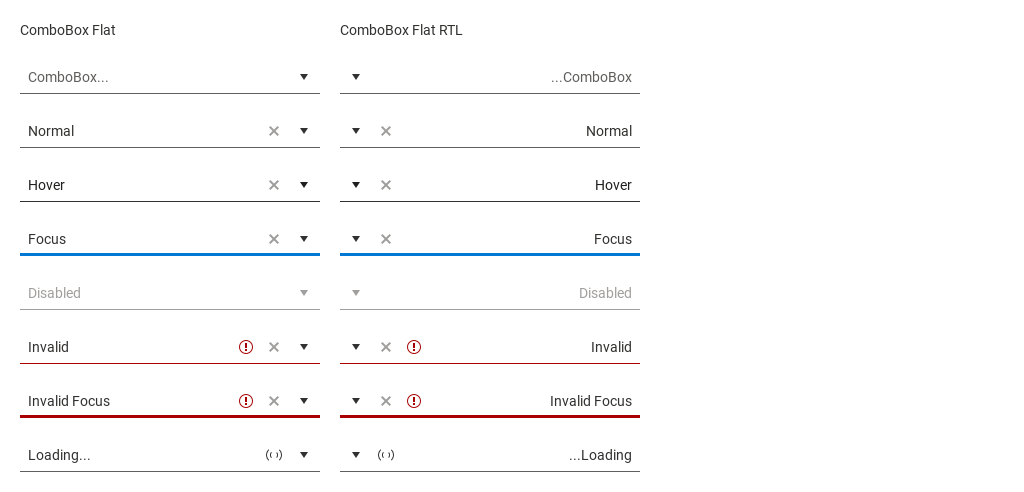 ComboBox Flat
ComboBox Flat RTL
ComboBox...
...ComboBox
Normal
Normal
Hover
Hover
Focus
Focus
Disabled
Disabled
Invalid
Invalid
Invalid Focus
Invalid Focus
Loading...
...Loading